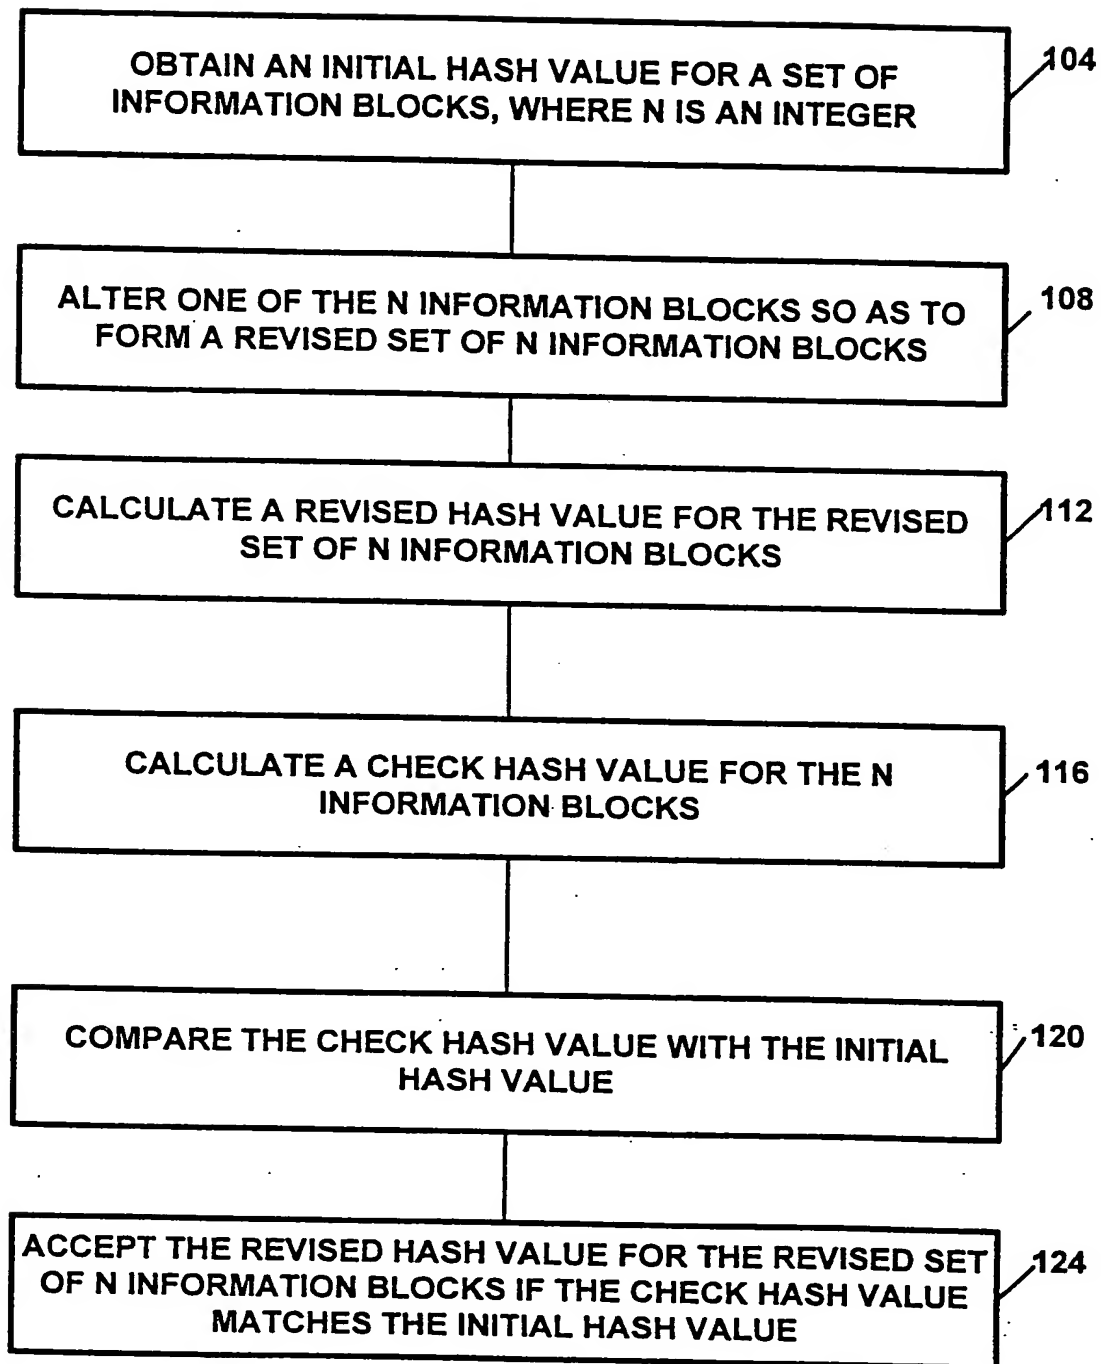 OBTAIN AN INITIAL HASH VALUE FOR A SET OF
INFORMATION BLOCKS, WHERE N IS AN INTEGER
104
ALTER ONE OF THE N INFORMATION BLOCKS SO AS TO
FORM A REVISED SET OF N INFORMATION BLOCKS
108
CALCULATE A REVISED HASH VALUE FOR THE REVISED
SET OF N INFORMATION BLOCKS
112
CALCULATE A CHECK HASH VALUE FOR THE N
INFORMATION BLOCKS
116
COMPARE THE CHECK HASH VALUE WITH THE INITIAL
HASH VALUE
120
ACCEPT THE REVISED HASH VALUE FOR THE REVISED SET
OF N INFORMATION BLOCKS IF THE CHECK HASH VALUE
MATCHES THE INITIAL HASH VALUE
124